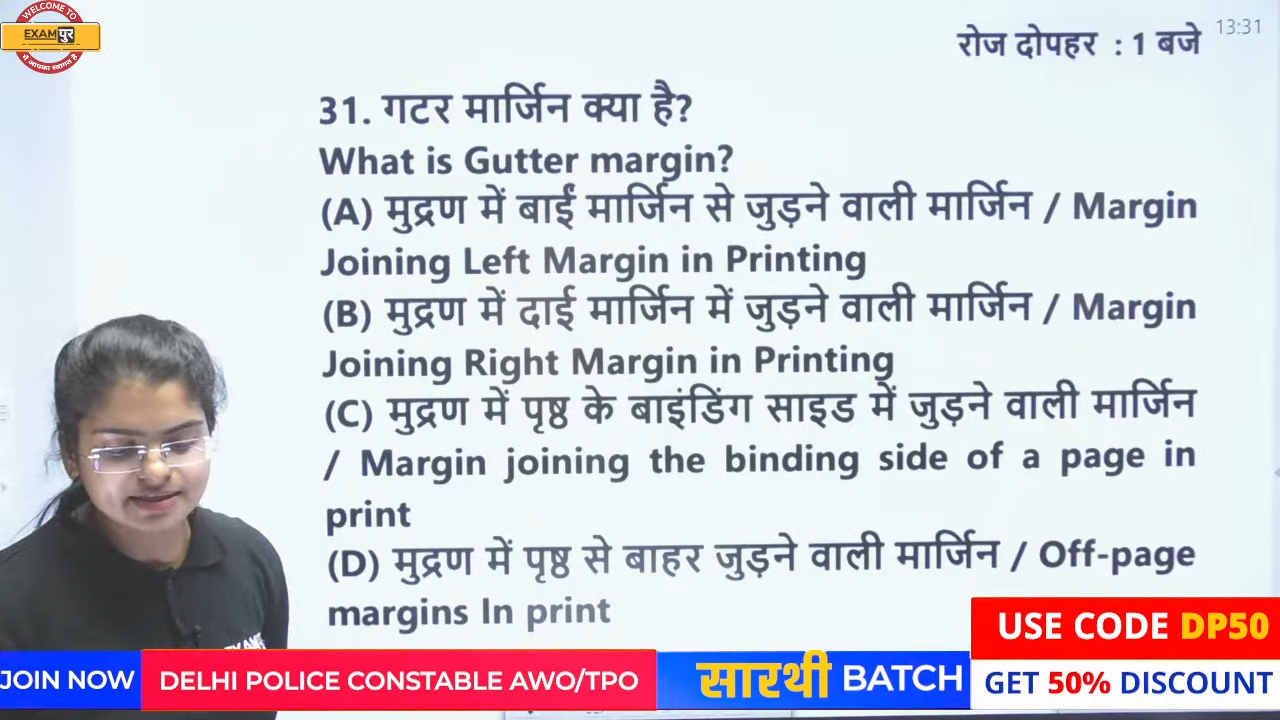 WELCOME TO
EXAMपुर
में आपका स्वागत है
रोज दोपहर : 1 बजे
13:31
31. गटर मार्जिन क्या है?
What is Gutter margin?
(A) मुद्रण में बाईं मार्जिन से जुड़ने वाली मार्जिन / Margin
Joining Left Margin in Printing
(B) मुद्रण में दाई मार्जिन में जुड़ने वाली मार्जिन / Margin
Joining Right Margin in Printing
(C) मुद्रण में पृष्ठ के बाइंडिंग साइड में जुड़ने वाली मार्जिन
/ Margin joining the binding side of a page in
print
(D) मुद्रण में पृष्ठ से बाहर जुड़ने वाली मार्जिन / Off-page
margins In print
USE CODE DP50
JOIN NOW
DELHI POLICE CONSTABLE AWO/TPO
सारथी BATCH
GET 50% DISCOUNT